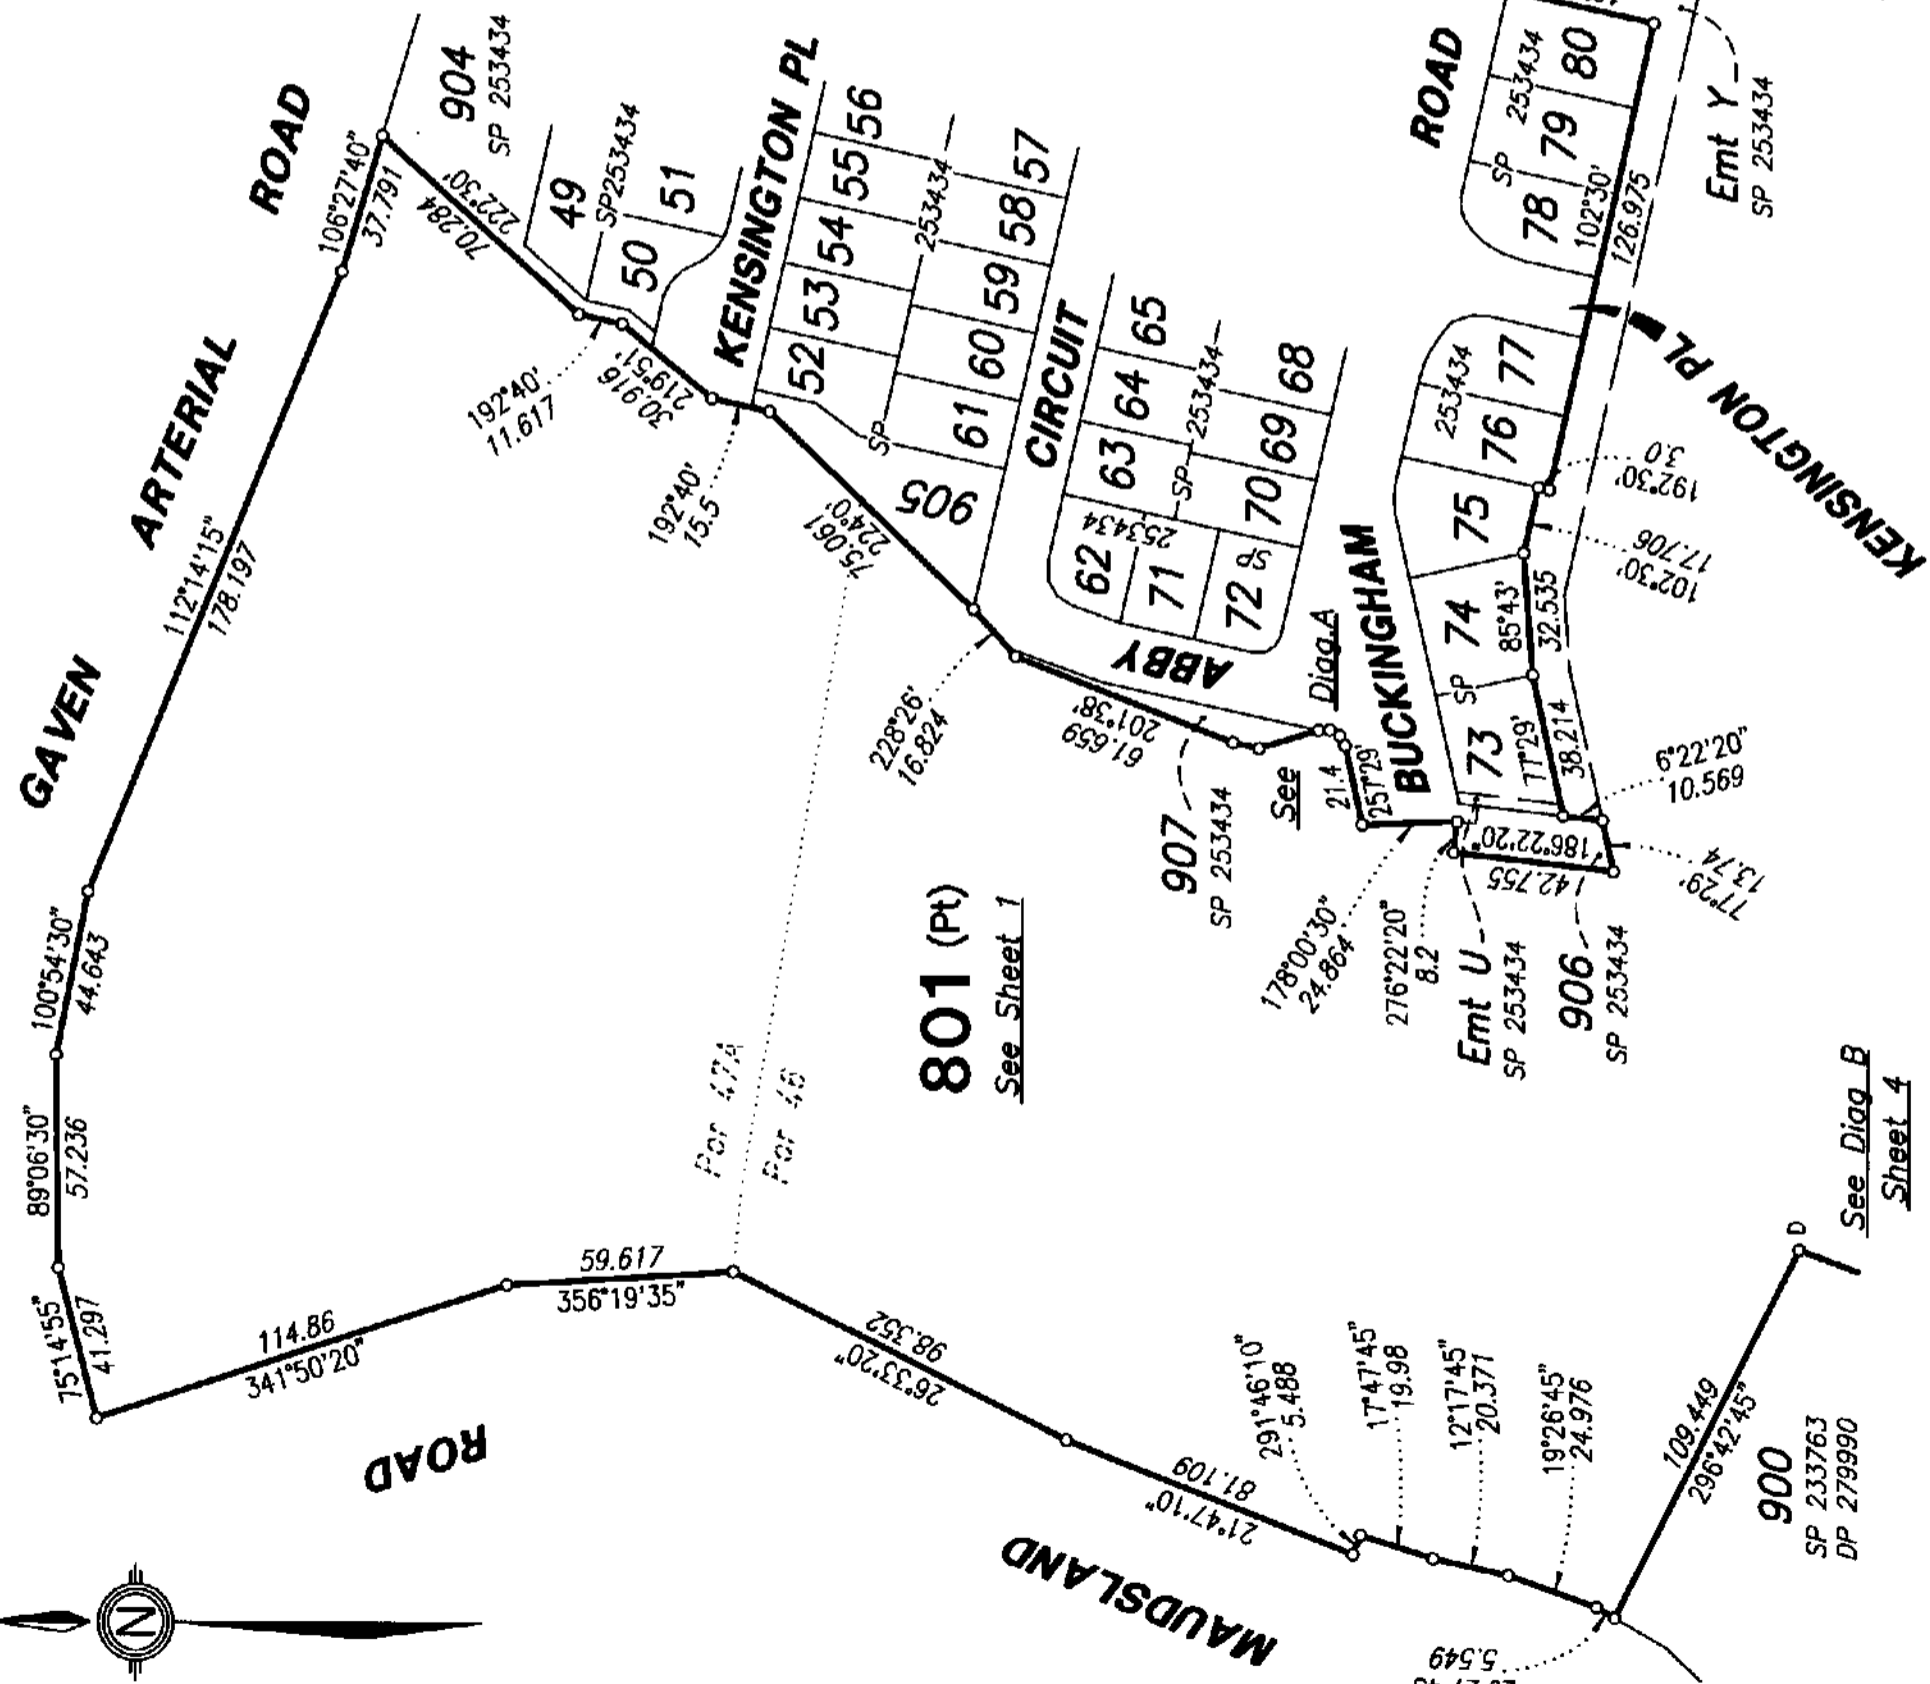 GAVEN
ARTERIAL
ROAD
75°14'55"
41.297
89°06'30"
57.236
100°54'30"
44.643
112°14'15"
178.197
106°27'40"
37.791
904
SP 253434
222°30'
70.284
192°40'
11.617
219°51'
30.916
192°40'
15.5
224°0'
75.061
228°26'
16.824
201°38'
61.659
49
SP253434
50
51
KENSINGTON PL
52
53
54
55
56
SP
253434
61
60
59
58
57
905
CIRCUIT
62
63
64
65
253434
SP
253434
71
72
SP
70
69
68
ABBY
907
SP 253434
See
Diag.A
21.4
257°29'
BUCKINGHAM
ROAD
73
SP
74
75
76
77
253434
78
79
80
SP
253434
102°30'
126.975
Emt Y
SP 253434
KENSINGTON PL
192°30'
3.0
102°30'
17.706
85°43'
32.535
77°29'
38.214
9°22'20"
10.569
77°29'
13.74
186°22'20"
42.755
178°00'30"
24.864
276°22'20"
8.2
Emt U
SP 253434
906
SP 253434
801 (Pt)
See Sheet 1
Por 47A
Por 46
114.86
341°50'20"
59.617
356°19'35"
98.352
26°33'20"
81.109
21°47'10"
291°46'10"
5.488
17°47'45"
19.98
12°17'45"
20.371
19°26'45"
24.976
5.549
109.449
296°42'45"
MAUDSLAND
ROAD
900
SP 233763
DP 279990
D
See Diag B
Sheet 4
N